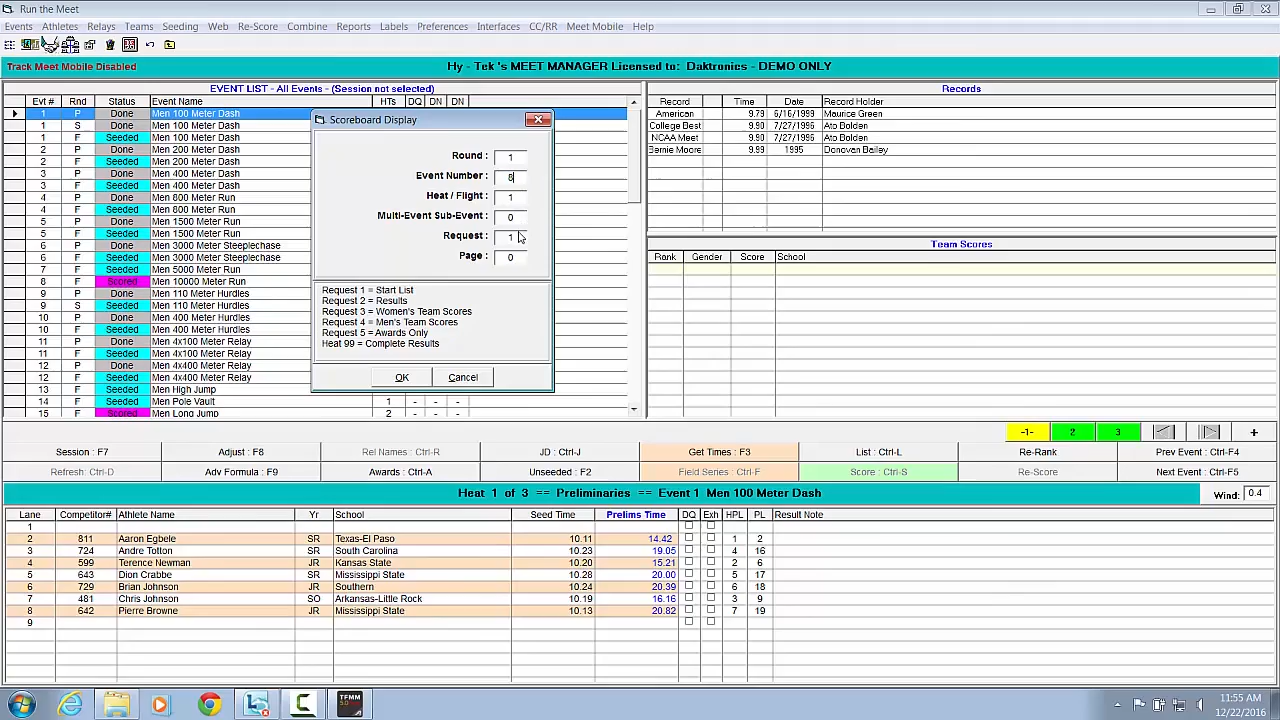 Run the Meet
Events Athletes Relays Teams Seeding Web Re-Score Combine Reports Labels Preferences Interfaces CC/RR Meet Mobile Help
Track Meet Mobile Disabled
Hy - Tek's MEET MANAGER Licensed to: Daktronics - DEMO ONLY
EVENT LIST - All Events - (Session not selected)
Evt # Rnd Status Event Name HTs DQ DN DN
1 P Done Men 100 Meter Dash
1 S Done Men 100 Meter Dash
1 F Seeded Men 100 Meter Dash
2 P Done Men 200 Meter Dash
2 F Seeded Men 200 Meter Dash
3 P Done Men 400 Meter Dash
3 F Seeded Men 400 Meter Dash
4 P Done Men 800 Meter Run
4 F Seeded Men 800 Meter Run
5 P Done Men 1500 Meter Run
5 F Seeded Men 1500 Meter Run
6 P Done Men 3000 Meter Steeplechase
6 F Seeded Men 3000 Meter Steeplechase
7 F Seeded Men 5000 Meter Run
8 F Scored Men 10000 Meter Run
9 P Done Men 110 Meter Hurdles
9 S Seeded Men 110 Meter Hurdles
10 P Done Men 400 Meter Hurdles
10 F Seeded Men 400 Meter Hurdles
11 P Done Men 4x100 Meter Relay
11 F Seeded Men 4x100 Meter Relay
12 P Done Men 4x400 Meter Relay
12 F Seeded Men 4x400 Meter Relay
13 F Seeded Men High Jump
14 F Seeded Men Pole Vault 1 - - -
15 F Scored Men Long Jump 2 - - -
Scoreboard Display
Round : 1
Event Number : 8
Heat / Flight : 1
Multi-Event Sub-Event : 0
Request : 1
Page : 0
Request 1 = Start List
Request 2 = Results
Request 3 = Women's Team Scores
Request 4 = Men's Team Scores
Request 5 = Awards Only
Heat 99 = Complete Results
OK Cancel
Records
Record Time Date Record Holder
American 9.79 6/16/1999 Maurice Green
College Best 9.90 7/27/1996 Ato Bolden
NCAA Meet 9.90 7/27/1996 Ato Bolden
Bernie Moore 9.99 1995 Donovan Bailey
Team Scores
Rank Gender Score School
-1- 2 3 +
Session : F7 Adjust : F8 Rel Names : Ctrl-R JD : Ctrl-J Get Times : F3 List : Ctrl-L Re-Rank Prev Event : Ctrl-F4
Refresh: Ctrl-D Adv Formula : F9 Awards : Ctrl-A Unseeded : F2 Field Series : Ctrl-F Score : Ctrl-S Re-Score Next Event : Ctrl-F5
Heat 1 of 3 == Preliminaries == Event 1 Men 100 Meter Dash
Wind: 0.4
Lane Competitor# Athlete Name Yr School Seed Time Prelims Time DQ Exh HPL PL Result Note
1
2 811 Aaron Egbele SR Texas-El Paso 10.11 14.42 1 2
3 724 Andre Totton SR South Carolina 10.23 19.05 4 16
4 599 Terence Newman JR Kansas State 10.20 15.21 2 6
5 643 Dion Crabbe SR Mississippi State 10.28 20.00 5 17
6 729 Brian Johnson JR Southern 10.24 20.39 6 18
7 481 Chris Johnson SO Arkansas-Little Rock 10.19 16.16 3 9
8 642 Pierre Browne JR Mississippi State 10.13 20.82 7 19
9
TFMM
5.0
11:55 AM
12/22/2016